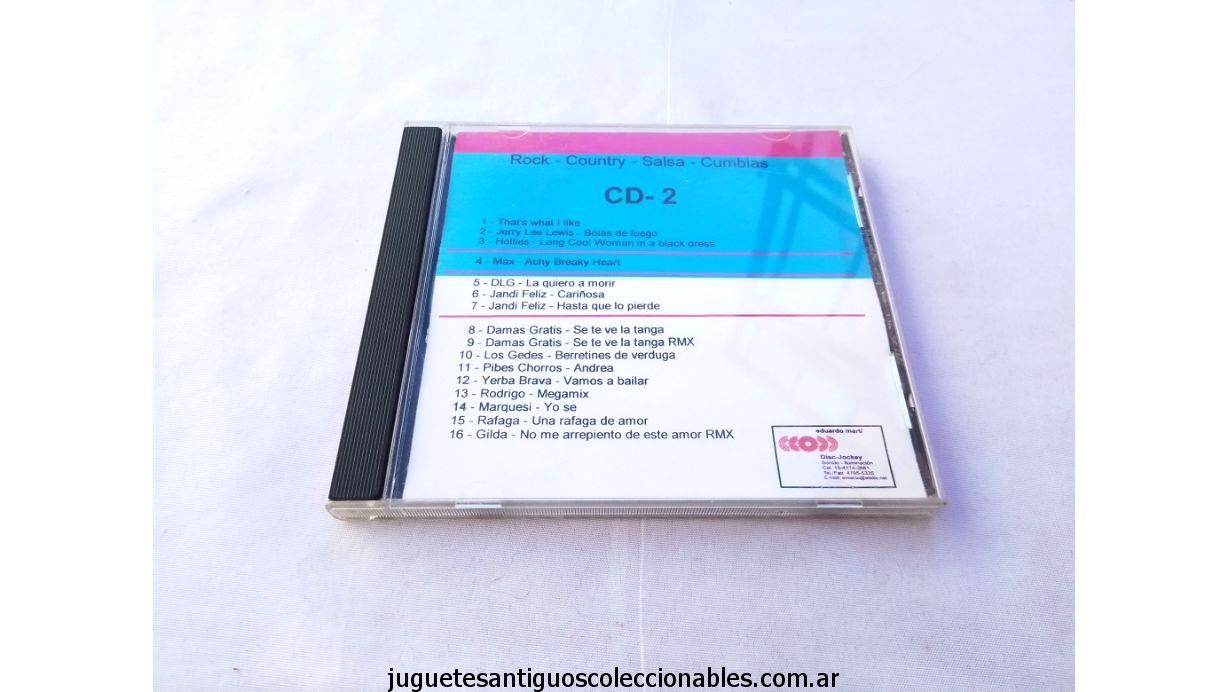 Rock - Country - Salsa - Cumbias
CD- 2
1 - That's what I like
2 - Jerry Lee Lewis - Bolas de fuego
3 - Hollies - Long Cool Woman in a black dress
4 - Max - Achy Breaky Heart
5 - DLG - La quiero a morir
6 - Jandi Feliz - Cariñosa
7 - Jandi Feliz - Hasta que lo pierde
8 - Damas Gratis - Se te ve la tanga
9 - Damas Gratis - Se te ve la tanga RMX
10 - Los Gedes - Berretines de verduga
11 - Pibes Chorros - Andrea
12 - Yerba Brava - Vamos a bailar
13 - Rodrigo - Megamix
14 - Marquesi - Yo se
15 - Rafaga - Una rafaga de amor
16 - Gilda - No me arrepiento de este amor RMX
eduardo marti
Disc-Jockey
Sonido - Iluminación
juguetesantiguoscoleccionables.com.ar